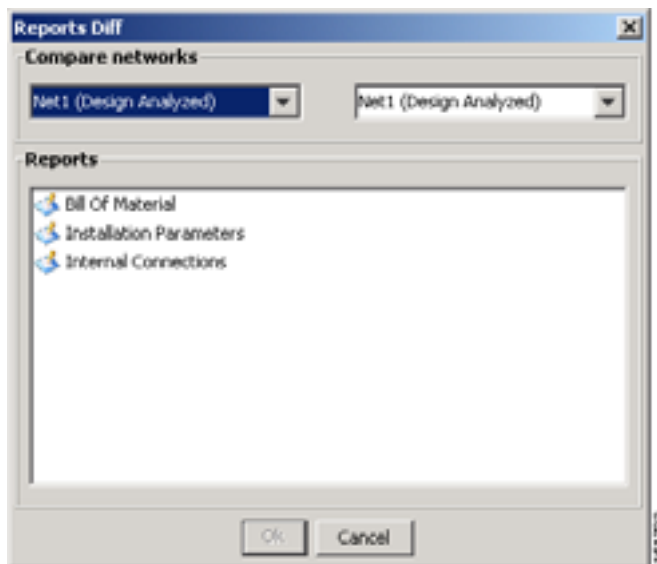 Reports Diff
Compare networks
Net1 (Design Analyzed) Net1 (Design Analyzed)
Reports
Bill Of Material
Installation Parameters
Internal Connections
Ok Cancel